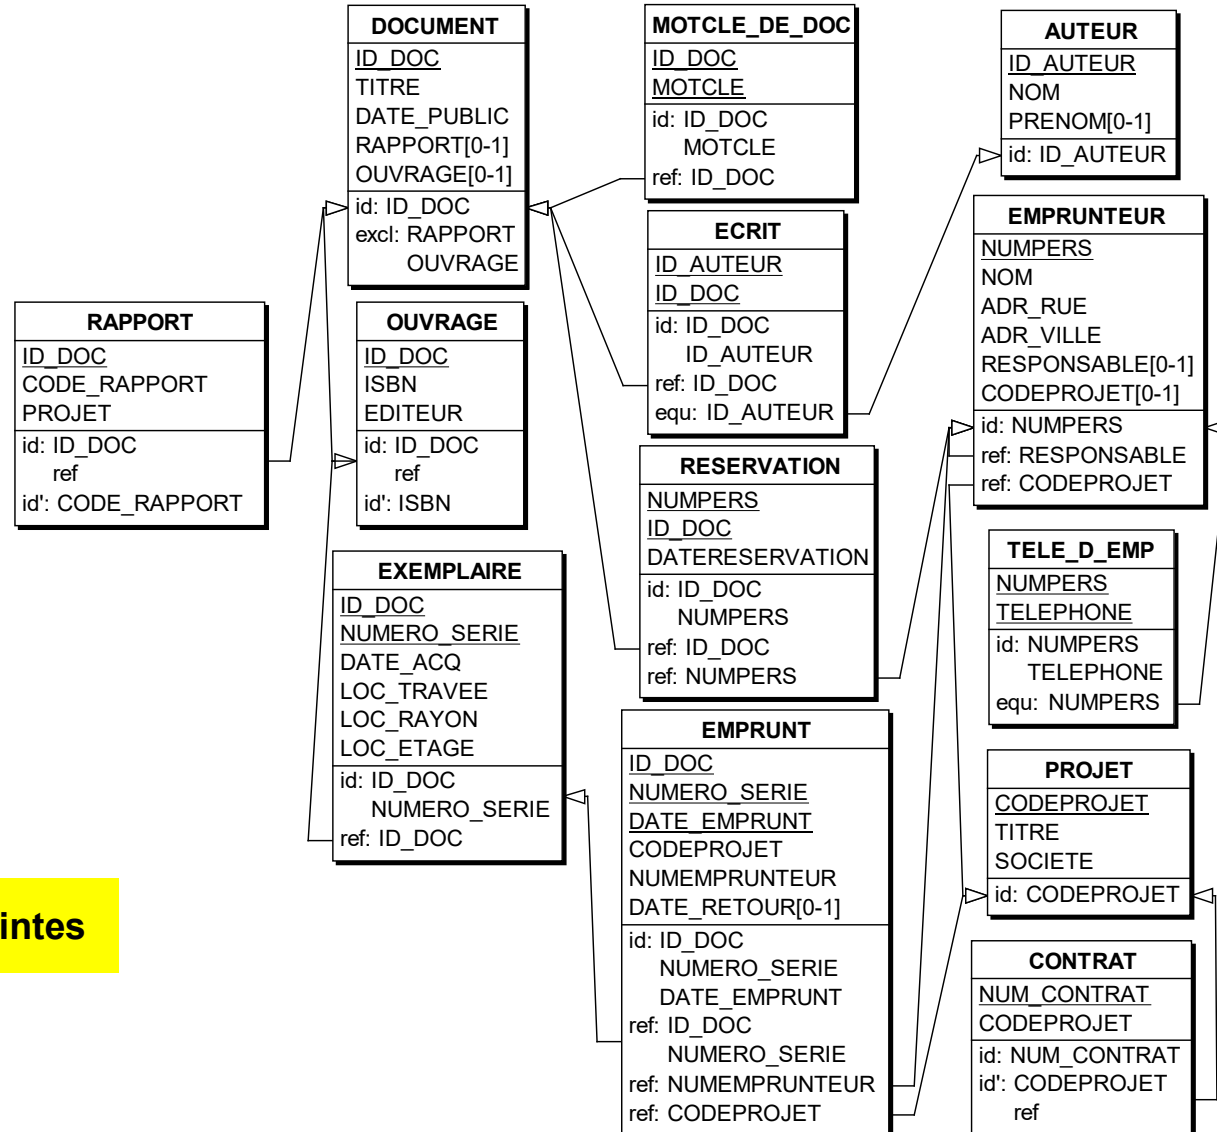 DOCUMENT
ID_DOC
TITRE
DATE_PUBLIC
RAPPORT[0-1]
OUVRAGE[0-1]
id: ID_DOC
excl: RAPPORT
OUVRAGE
MOTCLE_DE_DOC
ID_DOC
MOTCLE
id: ID_DOC
MOTCLE
ref: ID_DOC
AUTEUR
ID_AUTEUR
NOM
PRENOM[0-1]
id: ID_AUTEUR
ECRIT
ID_AUTEUR
ID_DOC
id: ID_DOC
ID_AUTEUR
ref: ID_DOC
equ: ID_AUTEUR
EMPRUNTEUR
NUMPERS
NOM
ADR_RUE
ADR_VILLE
RESPONSABLE[0-1]
CODEPROJET[0-1]
id: NUMPERS
ref: RESPONSABLE
ref: CODEPROJET
RAPPORT
ID_DOC
CODE_RAPPORT
PROJET
id: ID_DOC
ref
id': CODE_RAPPORT
OUVRAGE
ID_DOC
ISBN
EDITEUR
id: ID_DOC
ref
id': ISBN
RESERVATION
NUMPERS
ID_DOC
DATERESERVATION
id: ID_DOC
NUMPERS
ref: ID_DOC
ref: NUMPERS
TELE_D_EMP
NUMPERS
TELEPHONE
id: NUMPERS
TELEPHONE
equ: NUMPERS
EXEMPLAIRE
ID_DOC
NUMERO_SERIE
DATE_ACQ
LOC_TRAVEE
LOC_RAYON
LOC_ETAGE
id: ID_DOC
NUMERO_SERIE
ref: ID_DOC
EMPRUNT
ID_DOC
NUMERO_SERIE
DATE_EMPRUNT
CODEPROJET
NUMEMPRUNTEUR
DATE_RETOUR[0-1]
id: ID_DOC
NUMERO_SERIE
DATE_EMPRUNT
ref: ID_DOC
NUMERO_SERIE
ref: NUMEMPRUNTEUR
ref: CODEPROJET
PROJET
CODEPROJET
TITRE
SOCIETE
id: CODEPROJET
CONTRAT
NUM_CONTRAT
CODEPROJET
id: NUM_CONTRAT
id': CODEPROJET
ref
intes